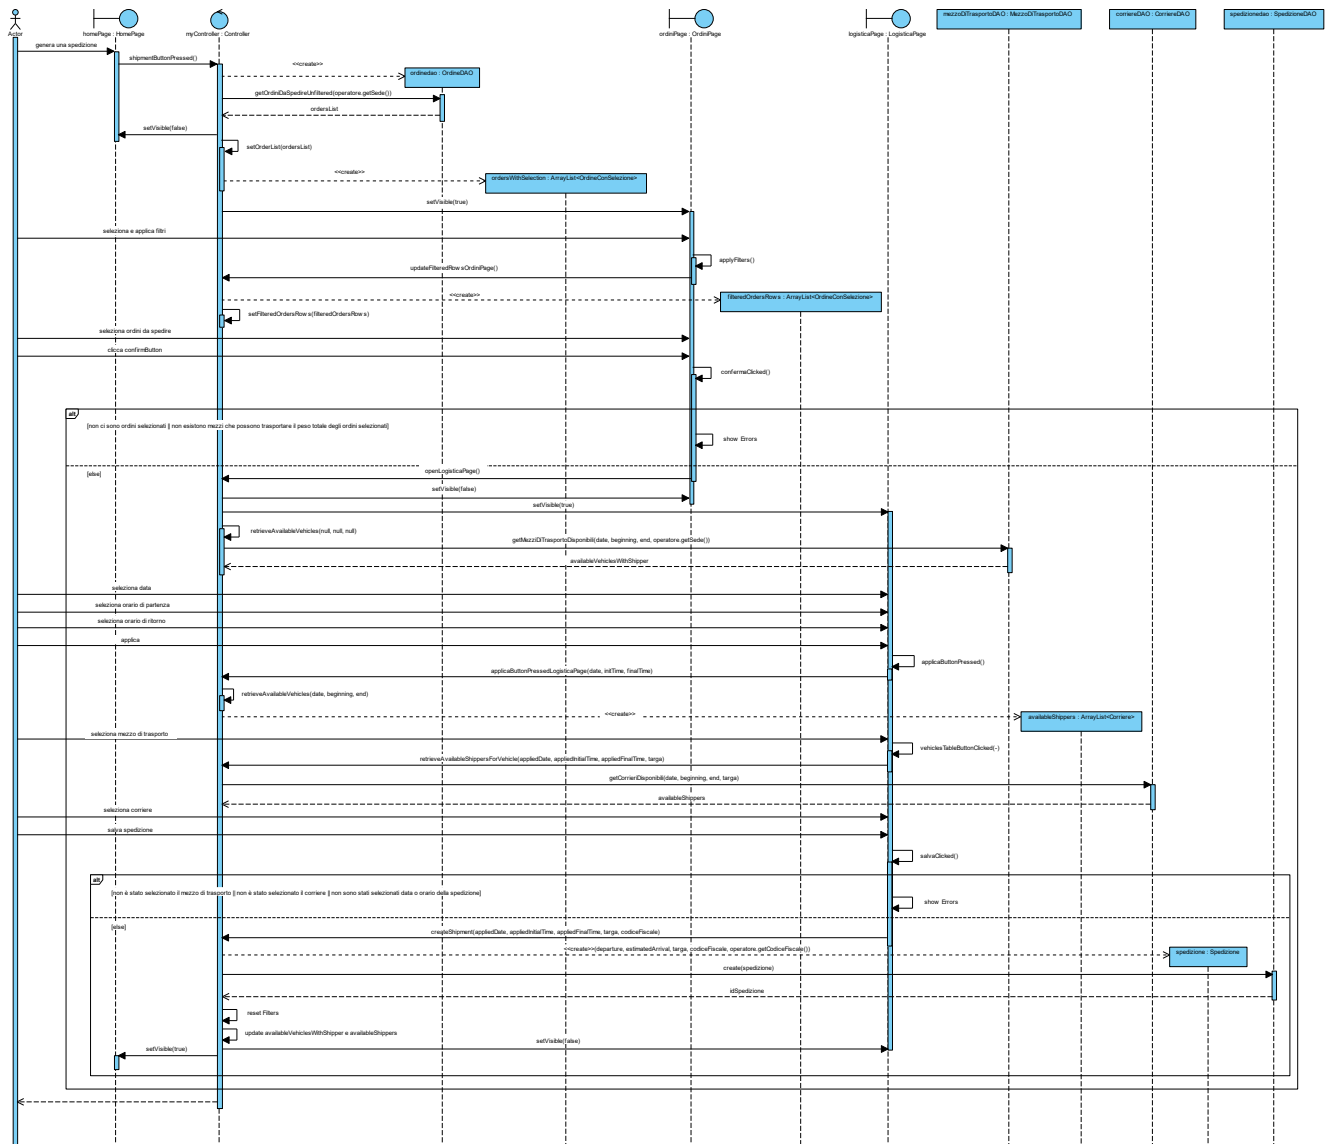 Actor
homePage : HomePage
myController : Controller
ordiniPage : OrdiniPage
logisticaPage : LogisticaPage
mezzoDiTrasportoDAO : MezzoDiTrasportoDAO
corriereDAO : CorriereDAO
spedizionedao : SpedizioneDAO
genera una spedizione
shipmentButtonPressed()
<<create>>
ordinedao : OrdineDAO
getOrdiniDaSpedireUnfiltered(operatore.getSede())
ordersList
setVisible(false)
setOrderList(ordersList)
<<create>>
ordersWithSelection : ArrayList<OrdineConSelezione>
setVisible(true)
seleziona e applica filtri
applyFilters()
updateFilteredRowsOrdiniPage()
<<create>>
filteredOrdersRows : ArrayList<OrdineConSelezione>
setFilteredOrdersRows(filteredOrdersRows)
seleziona ordini da spedire
clicca confirmButton
confermaClicked()
alt
[non ci sono ordini selezionati || non esistono mezzi che possono trasportare il peso totale degli ordini selezionati]
show Errors
[else]
openLogisticaPage()
setVisible(false)
setVisible(true)
retrieveAvailableVehicles(null, null, null)
getMezziDiTrasportoDisponibili(date, beginning, end, operatore.getSede())
availableVehiclesWithShipper
seleziona data
seleziona orario di partenza
seleziona orario di ritorno
applica
applicaButtonPressed()
applicaButtonPressedLogisticaPage(date, initTime, finalTime)
retrieveAvailableVehicles(date, beginning, end)
<<create>>
availableShippers : ArrayList<Corriere>
seleziona mezzo di trasporto
vehiclesTableButtonClicked(-)
retrieveAvailableShippersForVehicle(appliedDate, appliedInitialTime, appliedFinalTime, targa)
getCorrieriDisponibili(date, beginning, end, targa)
availableShippers
seleziona corriere
salva spedizione
salvaClicked()
alt
[non è stato selezionato il mezzo di trasporto || non è stato selezionato il corriere || non sono stati selezionati data o orario della spedizione]
show Errors
[else]
createShipment(appliedDate, appliedInitialTime, appliedFinalTime, targa, codiceFiscale)
<<create>>(departure, estimatedArrival, targa, codiceFiscale, operatore.getCodiceFiscale())
spedizione : Spedizione
create(spedizione)
idSpedizione
reset Filters
update availableVehiclesWithShipper e availableShippers
setVisible(false)
setVisible(true)